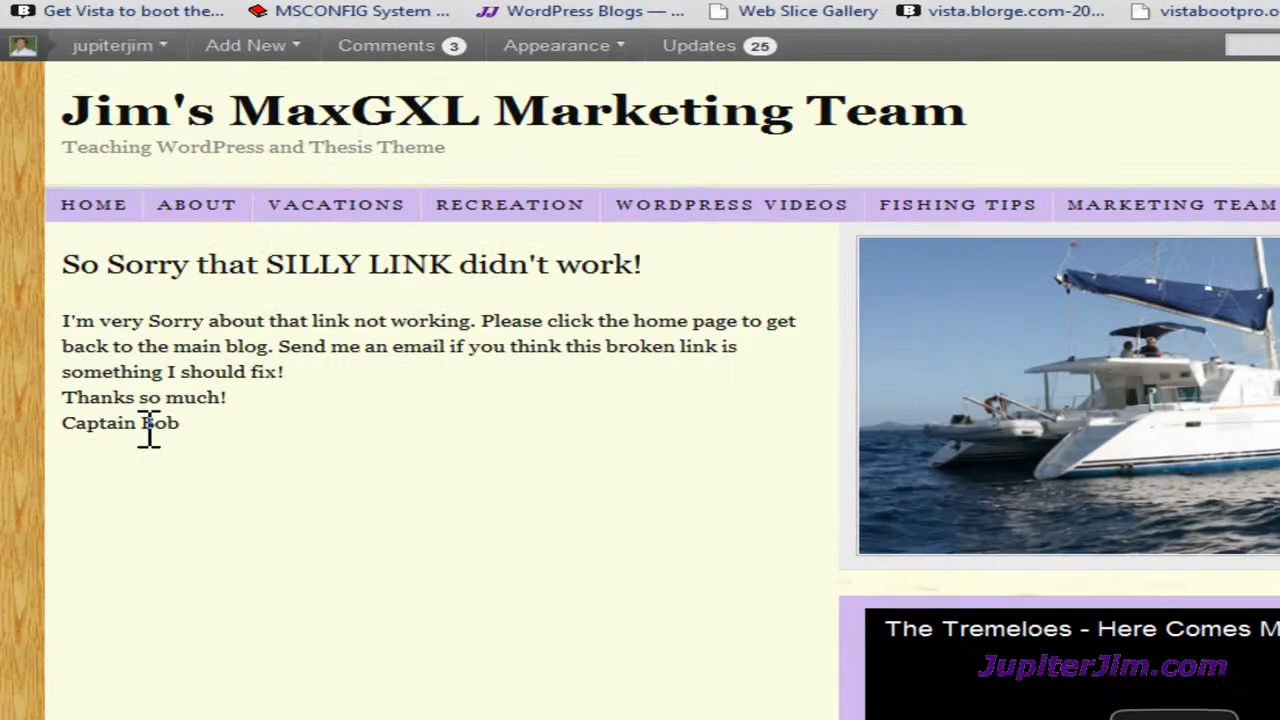 Get Vista to boot the...
MSCONFIG System ...
JJ WordPress Blogs — ...
Web Slice Gallery
vista.blorge.com-20...
vistabootpro.o
jupiterjim
Add New
Comments 3
Appearance
Updates 25
Jim's MaxGXL Marketing Team
Teaching WordPress and Thesis Theme
HOME ABOUT VACATIONS RECREATION WORDPRESS VIDEOS FISHING TIPS MARKETING TEAM
So Sorry that SILLY LINK didn't work!
I'm very Sorry about that link not working. Please click the home page to get
back to the main blog. Send me an email if you think this broken link is
something I should fix!
Thanks so much!
Captain Bob
The Tremeloes - Here Comes M
JupiterJim.com